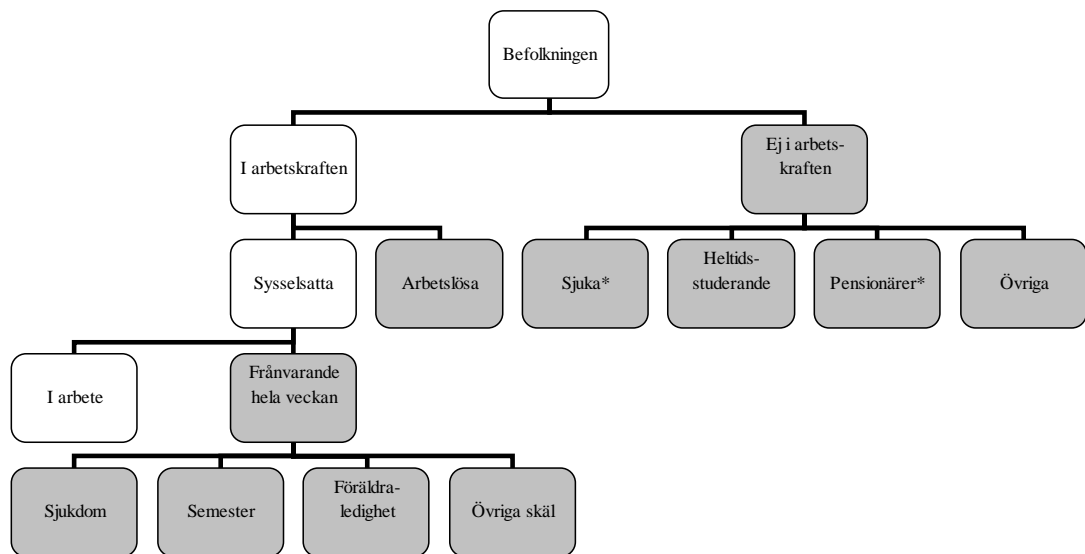 Befolkningen
I arbetskraften
Ej i arbets-
kraften
Sysselsatta
Arbetslösa
Sjuka*
Heltids-
studerande
Pensionärer*
Övriga
I arbete
Frånvarande
hela veckan
Sjukdom
Semester
Föräldra-
ledighet
Övriga skäl